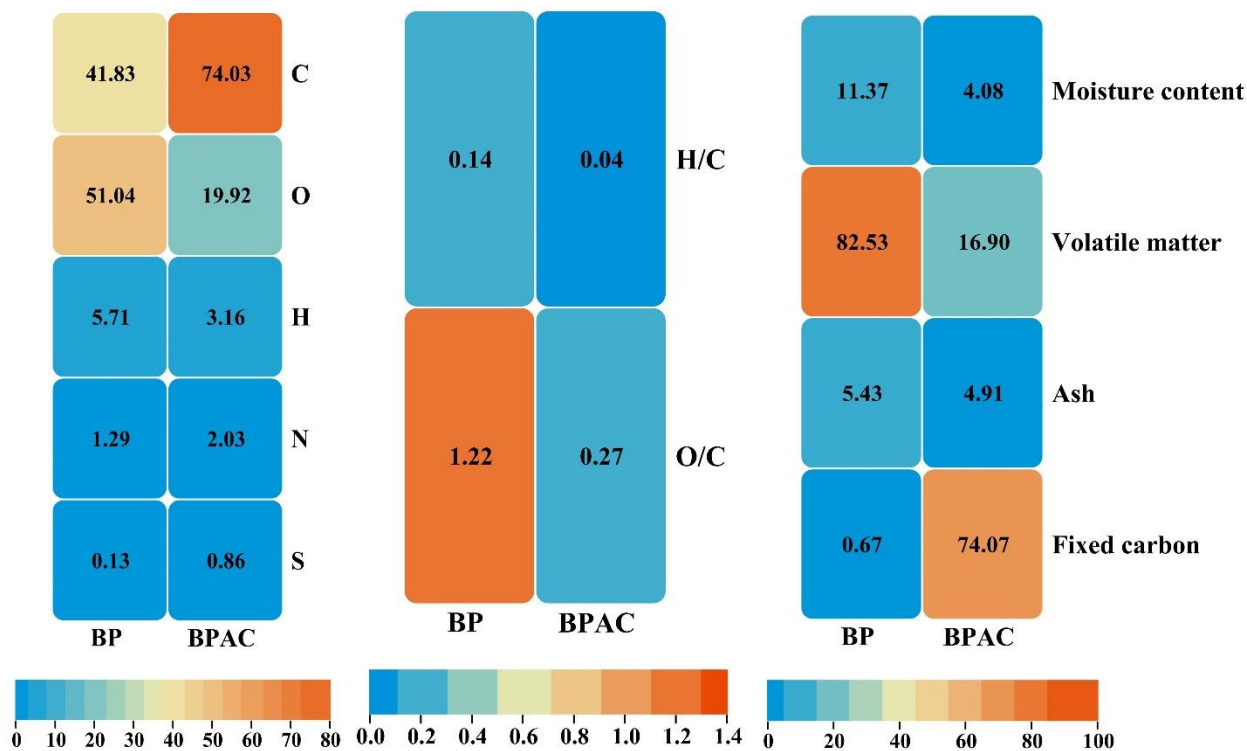 41.83 74.03 C
51.04 19.92 O
5.71 3.16 H
1.29 2.03 N
0.13 0.86 S
BP BPAC
0 10 20 30 40 50 60 70 80
0.14 0.04 H/C
1.22 0.27 O/C
BP BPAC
0.0 0.2 0.4 0.6 0.8 1.0 1.2 1.4
11.37 4.08 Moisture content
82.53 16.90 Volatile matter
5.43 4.91 Ash
0.67 74.07 Fixed carbon
BP BPAC
0 20 40 60 80 100